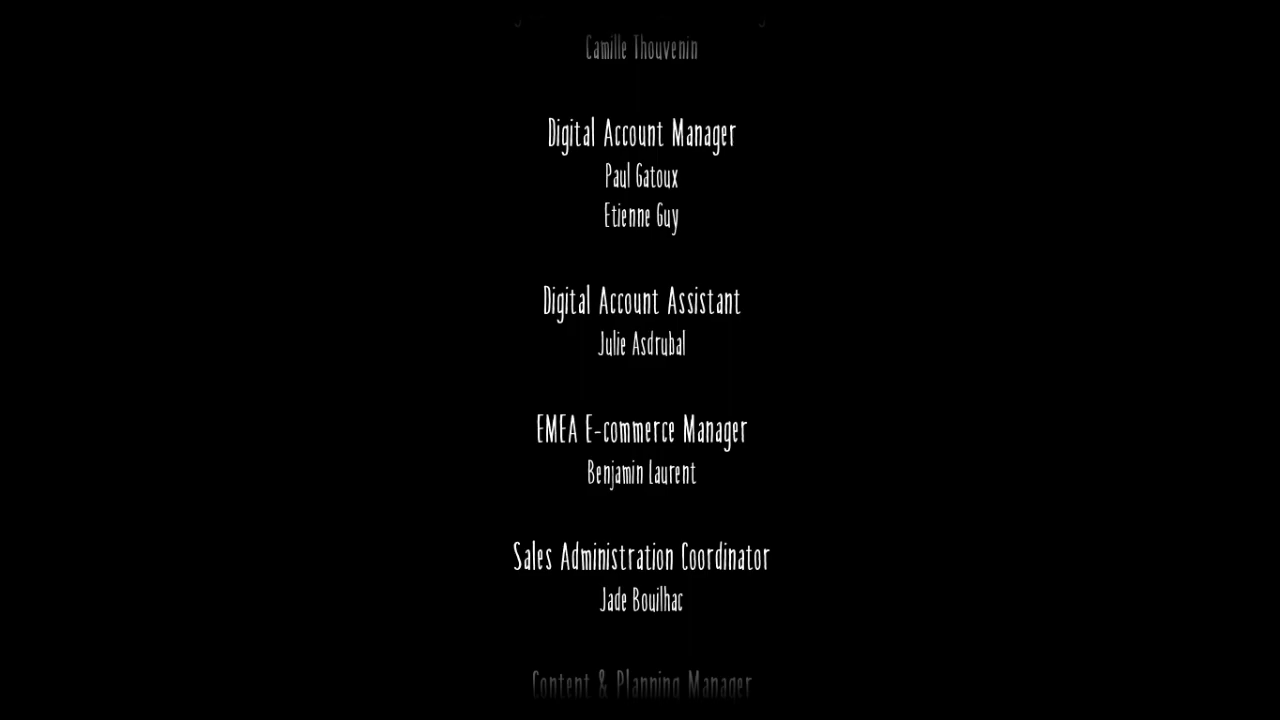 Camille Thouvenin
Digital Account Manager
Paul Gatoux
Etienne Guy
Digital Account Assistant
Julie Asdrubal
EMEA E-commerce Manager
Benjamin Laurent
Sales Administration Coordinator
Jade Bouilhac
Content & Planning Manager